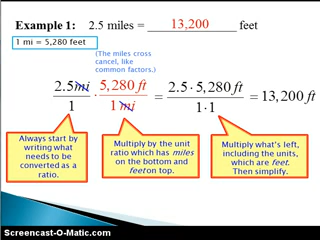 Example 1: 2.5 miles = 13,200 feet
1 mi = 5,280 feet
(The miles cross
cancel, like
common factors.)
2.5mi/1 · 5,280 ft/1 mi = 2.5 · 5,280 ft/1 · 1 = 13,200 ft
Always start by
writing what
needs to be
converted as a
ratio.
Multiply by the unit
ratio which has miles
on the bottom and
feet on top.
Multiply what's left,
including the units,
which are feet.
Then simplify.
Screencast-O-Matic.com